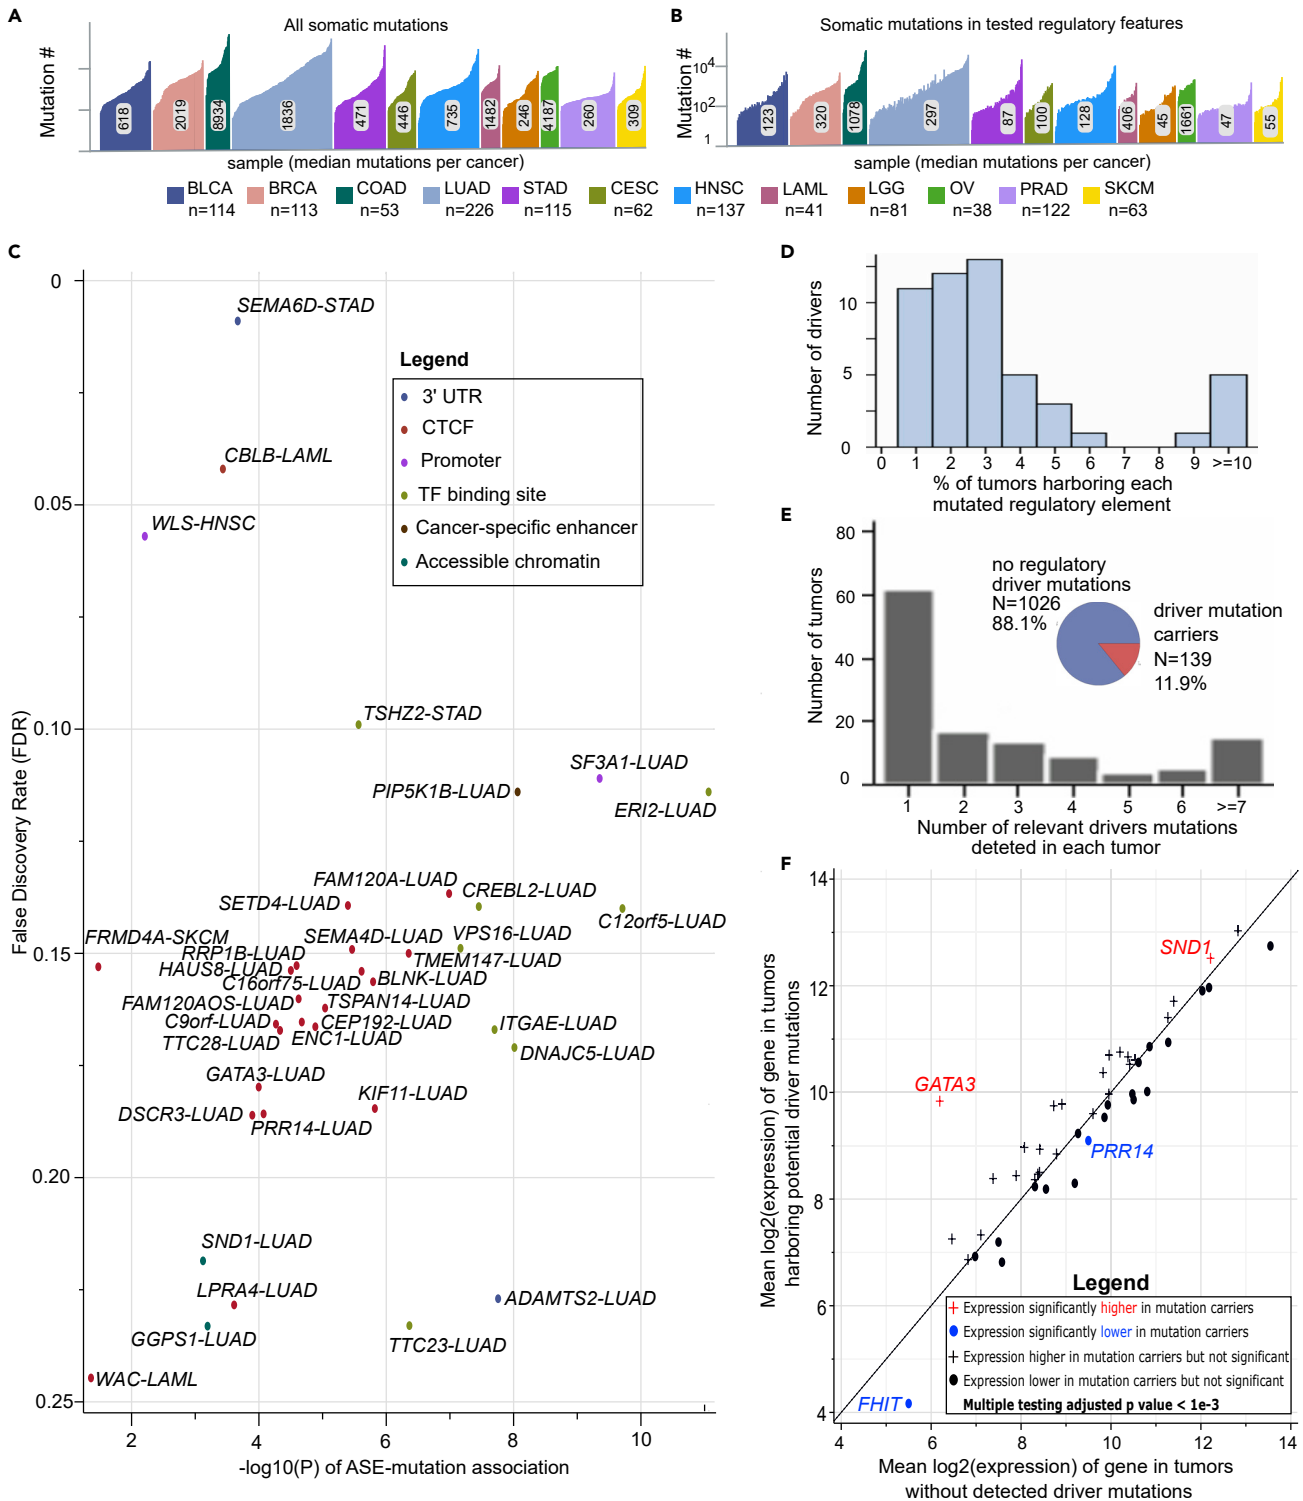 A
All somatic mutations
Mutation #
618
2019
8934
1836
471
446
735
1482
246
4187
260
309
sample (median mutations per cancer)
B
Somatic mutations in tested regulatory features
Mutation #
10^4
10^2
1
123
320
1078
297
87
100
128
406
45
1661
47
55
sample (median mutations per cancer)
BLCA
n=114
BRCA
n=113
COAD
n=53
LUAD
n=226
STAD
n=115
CESC
n=62
HNSC
n=137
LAML
n=41
LGG
n=81
OV
n=38
PRAD
n=122
SKCM
n=63
C
False Discovery Rate (FDR)
0
0.05
0.10
0.15
0.20
0.25
SEMA6D-STAD
CBLB-LAML
WLS-HNSC
Legend
3' UTR
CTCF
Promoter
TF binding site
Cancer-specific enhancer
Accessible chromatin
TSHZ2-STAD
SF3A1-LUAD
PIP5K1B-LUAD
ERI2-LUAD
FAM120A-LUAD
CREBL2-LUAD
SETD4-LUAD
C12orf5-LUAD
FRMD4A-SKCM
SEMA4D-LUAD
VPS16-LUAD
RRP1B-LUAD
TMEM147-LUAD
HAUS8-LUAD
C16orf75-LUAD
BLNK-LUAD
FAM120AOS-LUAD
TSPAN14-LUAD
C9orf-LUAD
CEP192-LUAD
ITGAE-LUAD
TTC28-LUAD
ENC1-LUAD
DNAJC5-LUAD
GATA3-LUAD
KIF11-LUAD
DSCR3-LUAD
PRR14-LUAD
SND1-LUAD
LPRA4-LUAD
ADAMTS2-LUAD
GGPS1-LUAD
TTC23-LUAD
WAC-LAML
2
4
6
8
10
-log10(P) of ASE-mutation association
D
Number of drivers
10
5
0
0
1
2
3
4
5
6
7
8
9
>=10
% of tumors harboring each
mutated regulatory element
E
Number of tumors
80
60
40
20
0
no regulatory
driver mutations
N=1026
88.1%
driver mutation
carriers
N=139
11.9%
1
2
3
4
5
6
>=7
Number of relevant drivers mutations
deteted in each tumor
F
Mean log2(expression) of gene in tumors
harboring potential driver mutations
14
12
10
8
6
4
SND1
GATA3
PRR14
FHIT
Legend
Expression significantly higher in mutation carriers
Expression significantly lower in mutation carriers
Expression higher in mutation carriers but not significant
Expression lower in mutation carriers but not significant
Multiple testing adjusted p value < 1e-3
4
6
8
10
12
14
Mean log2(expression) of gene in tumors
without detected driver mutations